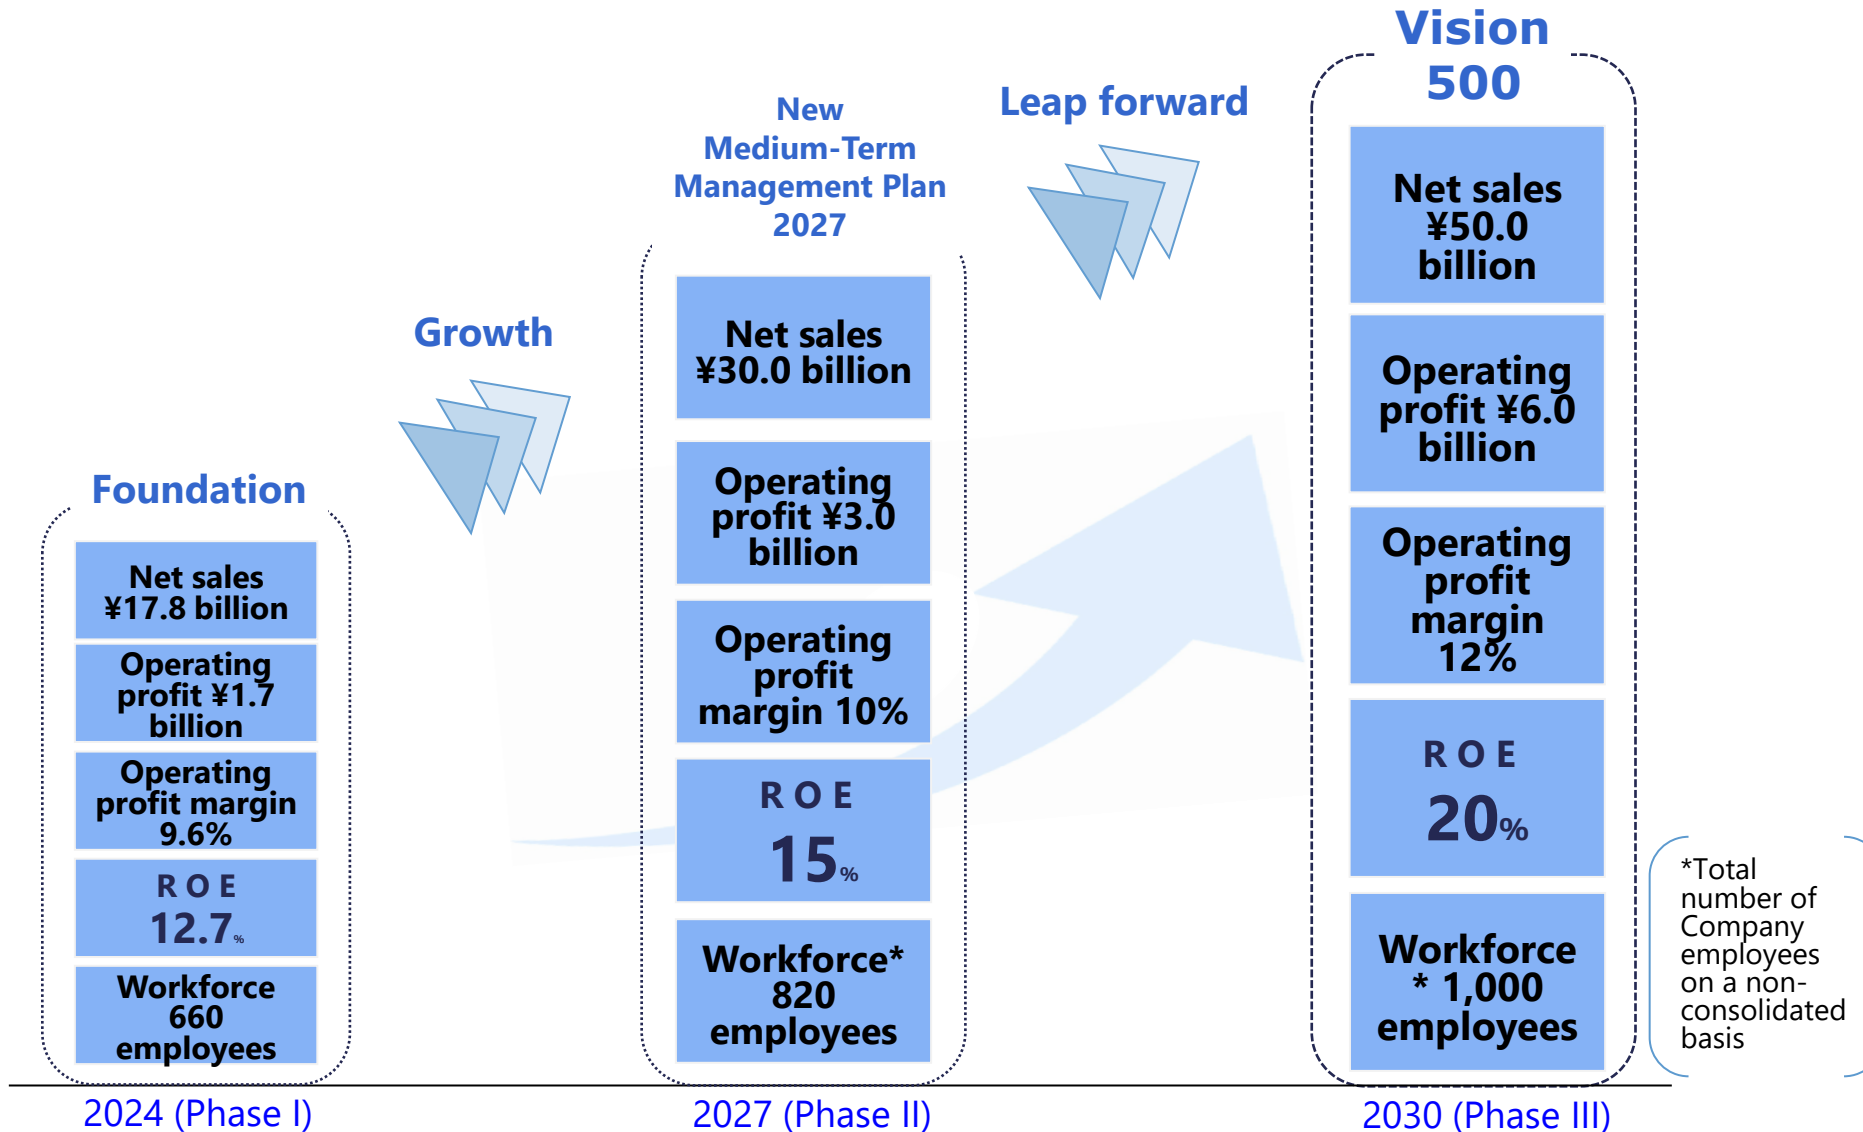 Foundation
Net sales
¥17.8 billion
Operating
profit ¥1.7
billion
Operating
profit margin
9.6%
R O E
12.7%
Workforce
660
employees
2024 (Phase I)
Growth
New
Medium-Term
Management Plan
2027
Net sales
¥30.0 billion
Operating
profit ¥3.0
billion
Operating
profit
margin 10%
R O E
15%
Workforce*
820
employees
2027 (Phase II)
Leap forward
Vision
500
Net sales
¥50.0
billion
Operating
profit ¥6.0
billion
Operating
profit
margin
12%
R O E
20%
Workforce
* 1,000
employees
2030 (Phase III)
*Total
number of
Company
employees
on a non-
consolidated
basis